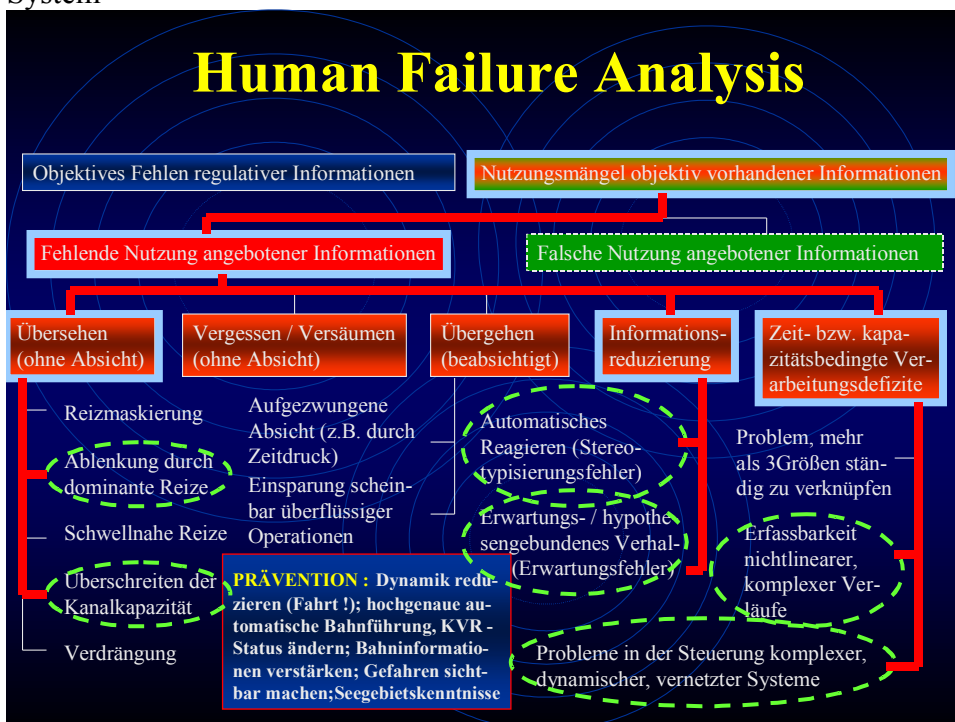 System
Human Failure Analysis
Objektives Fehlen regulativer Informationen
Nutzungsmängel objektiv vorhandener Informationen
Fehlende Nutzung angebotener Informationen
Falsche Nutzung angebotener Informationen
Übersehen
(ohne Absicht)
Vergessen / Versäumen
(ohne Absicht)
Übergehen
(beabsichtigt)
Informations-
reduzierung
Zeit- bzw. kapa-
zitätsbedingte Ver-
arbeitungsdefizite
Reizmaskierung
Ablenkung durch
dominante Reize
Schwellnahe Reize
Überschreiten der
Kanalkapazität
Verdrängung
Aufgezwungene
Absicht (z.B. durch
Zeitdruck)
Einsparung schein-
bar überflüssiger
Operationen
Automatisches
Reagieren (Stereo-
typisierungsfehler)
Erwartungs- / hypothe
sengebundenes Verhal-
(Erwartungsfehler)
Problem, mehr
als 3Größen stän-
dig zu verknüpfen
Erfassbarkeit
nichtlinearer,
komplexer Ver-
läufe
Probleme in der Steuerung komplexer,
dynamischer, vernetzter Systeme
PRÄVENTION : Dynamik redu-
zieren (Fahrt !); hochgenaue au-
tomatische Bahnführung, KVR -
Status ändern; Bahninformatio-
nen verstärken; Gefahren sicht-
bar machen;Seegebietskenntnisse